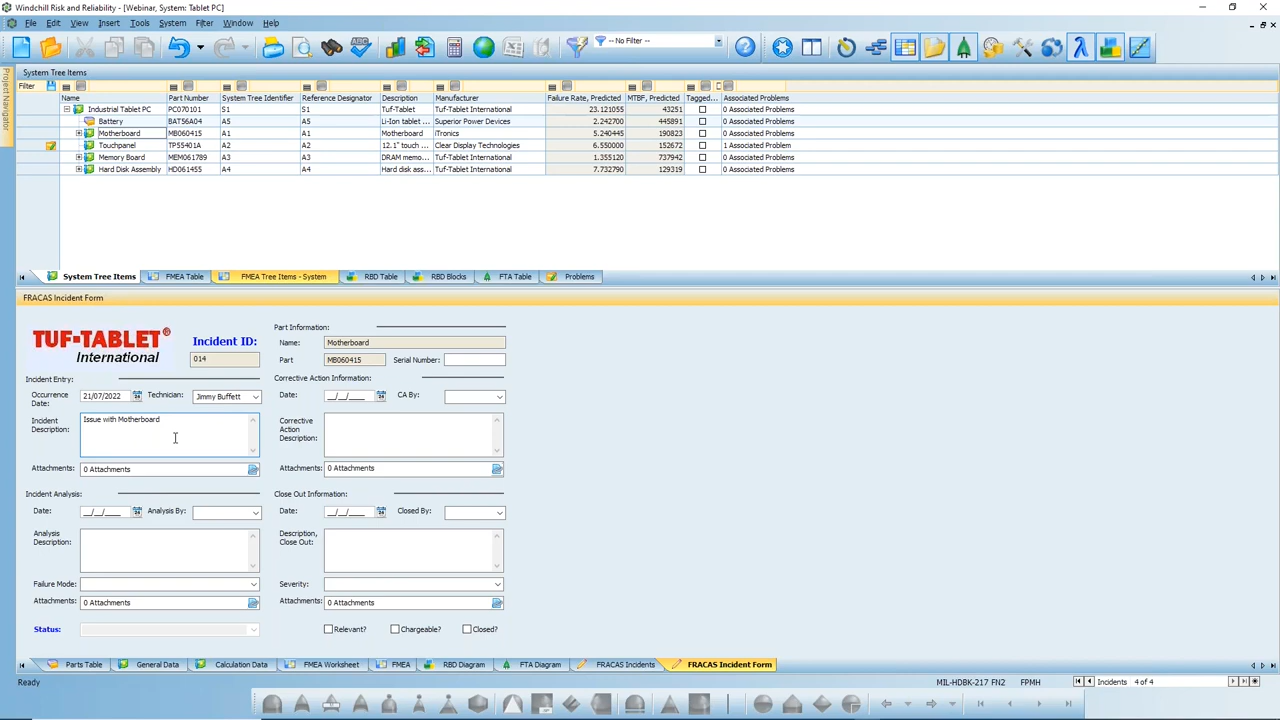 Windchill Risk and Reliability - [Webinar, System: Tablet PC]
File Edit View Insert Tools System Filter Window Help
-- No Filter --
Project Navigator
System Tree Items
Filter
Name Part Number System Tree Identifier Reference Designator Description Manufacturer Failure Rate, Predicted MTBF, Predicted Tagged... Associated Problems
Industrial Tablet PC PC070101 S1 S1 Tuf-Tablet Tuf-Tablet International 23.121055 43251 0 Associated Problems
Battery BAT56A04 A5 A5 Li-Ion tablet ... Superior Power Devices 2.242700 445891 0 Associated Problems
Motherboard MB060415 A1 A1 Motherboard iTronics 5.240445 190823 0 Associated Problems
Touchpanel TP55401A A2 A2 12.1" touch ... Clear Display Technologies 6.550000 152672 1 Associated Problem
Memory Board MEM061789 A3 A3 DRAM memo... Tuf-Tablet International 1.355120 737942 0 Associated Problems
Hard Disk Assembly HD061455 A4 A4 Hard disk ass... Tuf-Tablet International 7.732790 129319 0 Associated Problems
System Tree Items FMEA Table FMEA Tree Items - System RBD Table RBD Blocks FTA Table Problems
FRACAS Incident Form
TUF-TABLET®
International
Incident ID:
014
Part Information:
Name: Motherboard
Part MB060415 Serial Number:
Incident Entry: Corrective Action Information:
Occurrence Date: 21/07/2022 Technician: Jimmy Buffett Date: __/__/____ CA By:
Incident Description: Issue with Motherboard Corrective Action Description:
Attachments: 0 Attachments Attachments: 0 Attachments
Incident Analysis: Close Out Information:
Date: __/__/____ Analysis By: Date: __/__/____ Closed By:
Analysis Description: Description, Close Out:
Failure Mode: Severity:
Attachments: 0 Attachments Attachments: 0 Attachments
Status: Relevant? Chargeable? Closed?
Parts Table General Data Calculation Data FMEA Worksheet FMEA RBD Diagram FTA Diagram FRACAS Incidents FRACAS Incident Form
Ready MIL-HDBK-217 FN2 FPMH Incidents 4 of 4